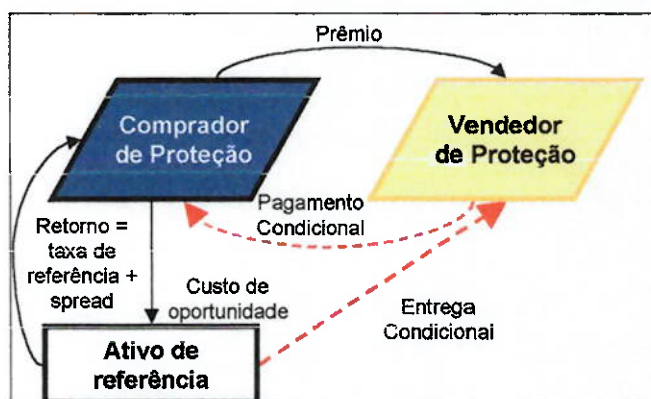 Prêmio
Comprador
de Proteção
Vendedor
de Proteção
Pagamento
Condicional
Retorno =
taxa de
referência +
spread
Custo de
oportunidade
Entrega
Condicional
Ativo de
referência